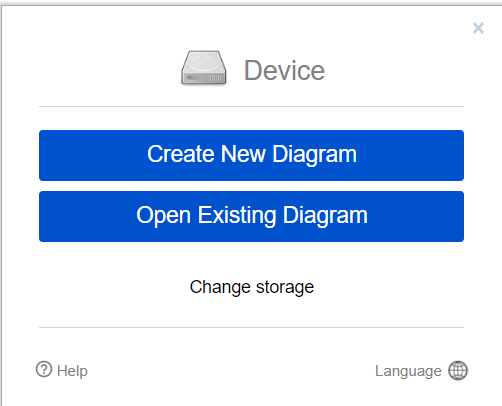 Device
Create New Diagram
Open Existing Diagram
Change storage
Help
Language